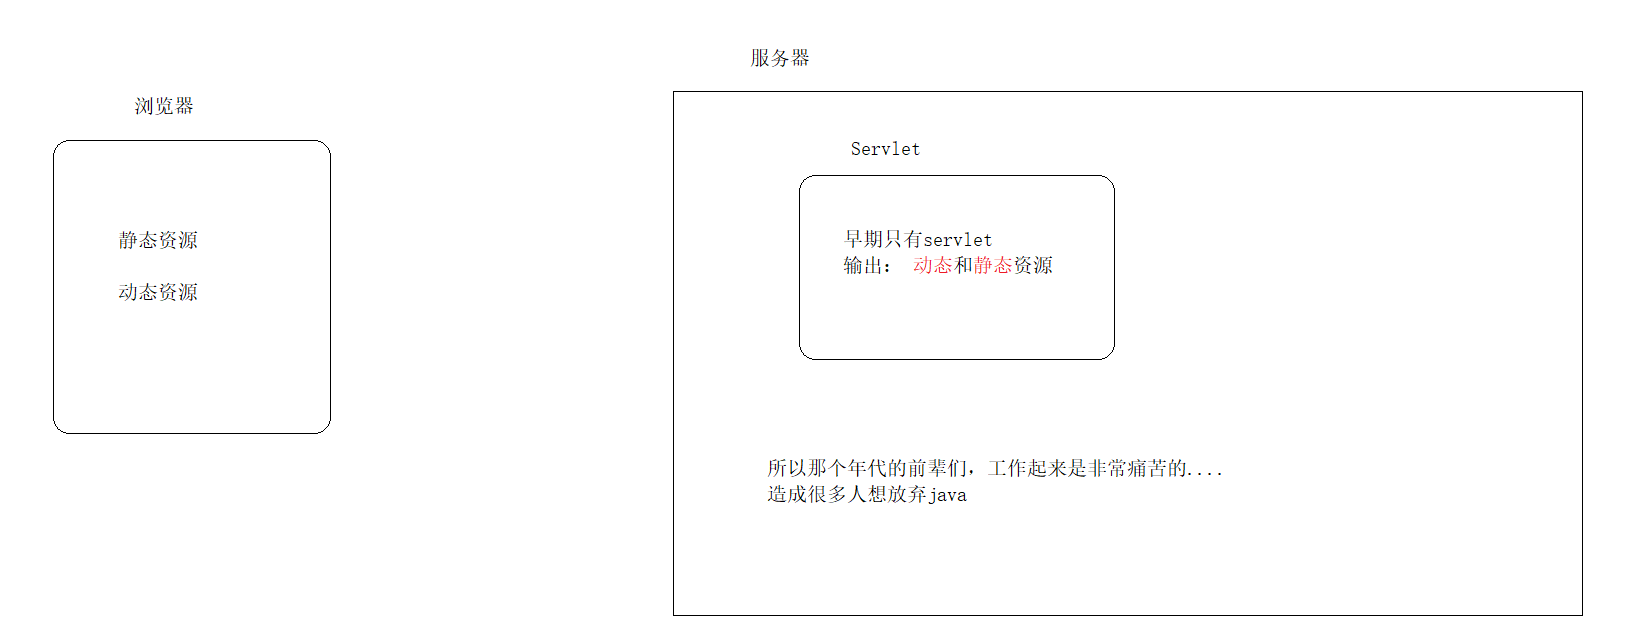 服务器
浏览器
Servlet
静态资源
动态资源
早期只有servlet
输出： 动态和静态资源
所以那个年代的前辈们，工作起来是非常痛苦的....
造成很多人想放弃java